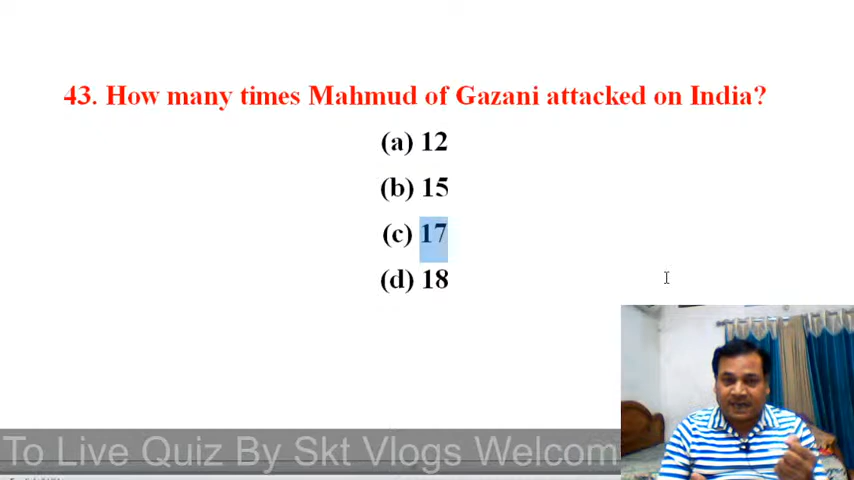 43. How many times Mahmud of Gazani attacked on India?
(a) 12
(b) 15
(c) 17
(d) 18
To Live Quiz By Skt Vlogs Welcom